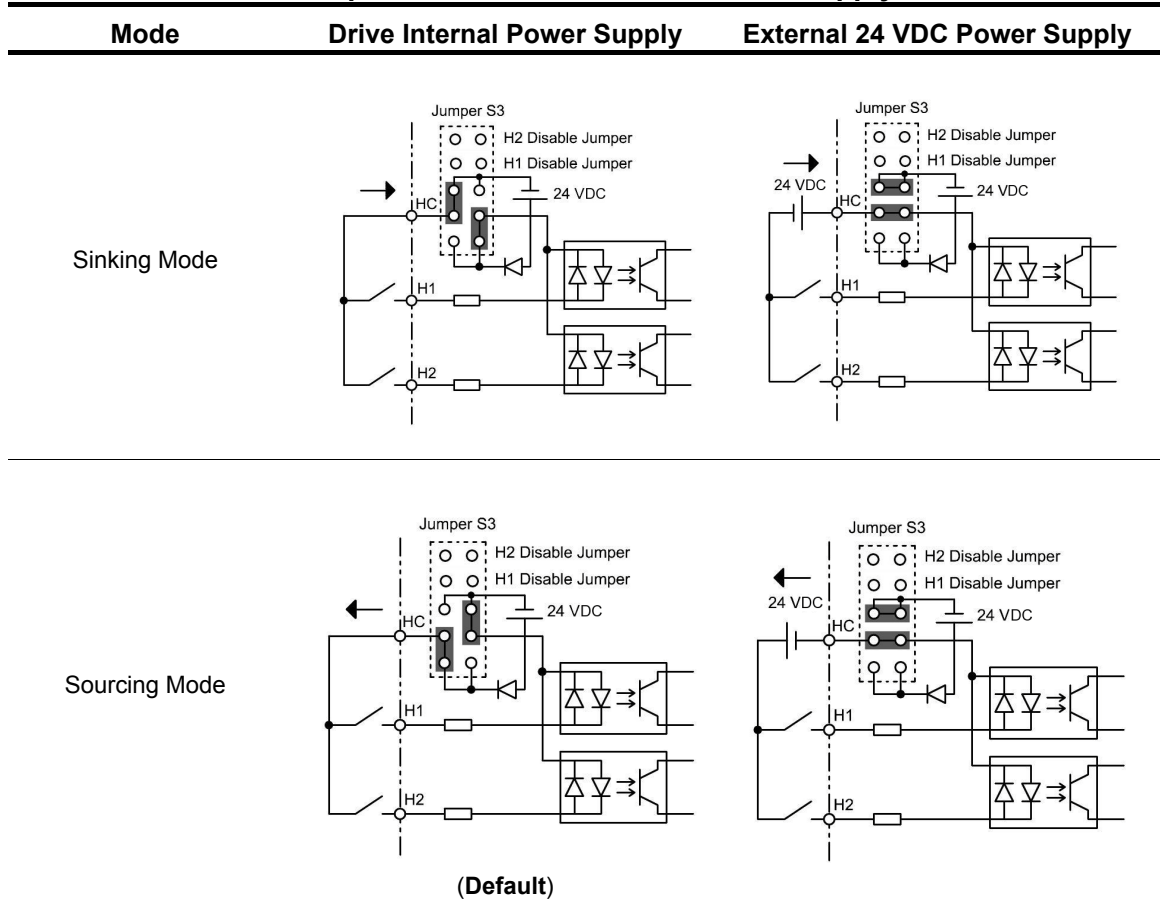 Mode Drive Internal Power Supply External 24 VDC Power Supply
Jumper S3
H2 Disable Jumper
H1 Disable Jumper
24 VDC
HC
H1
H2
Jumper S3
H2 Disable Jumper
H1 Disable Jumper
24 VDC
24 VDC
HC
H1
H2
Sinking Mode
Jumper S3
H2 Disable Jumper
H1 Disable Jumper
24 VDC
HC
H1
H2
(Default)
Jumper S3
H2 Disable Jumper
H1 Disable Jumper
24 VDC
24 VDC
HC
H1
H2
Sourcing Mode